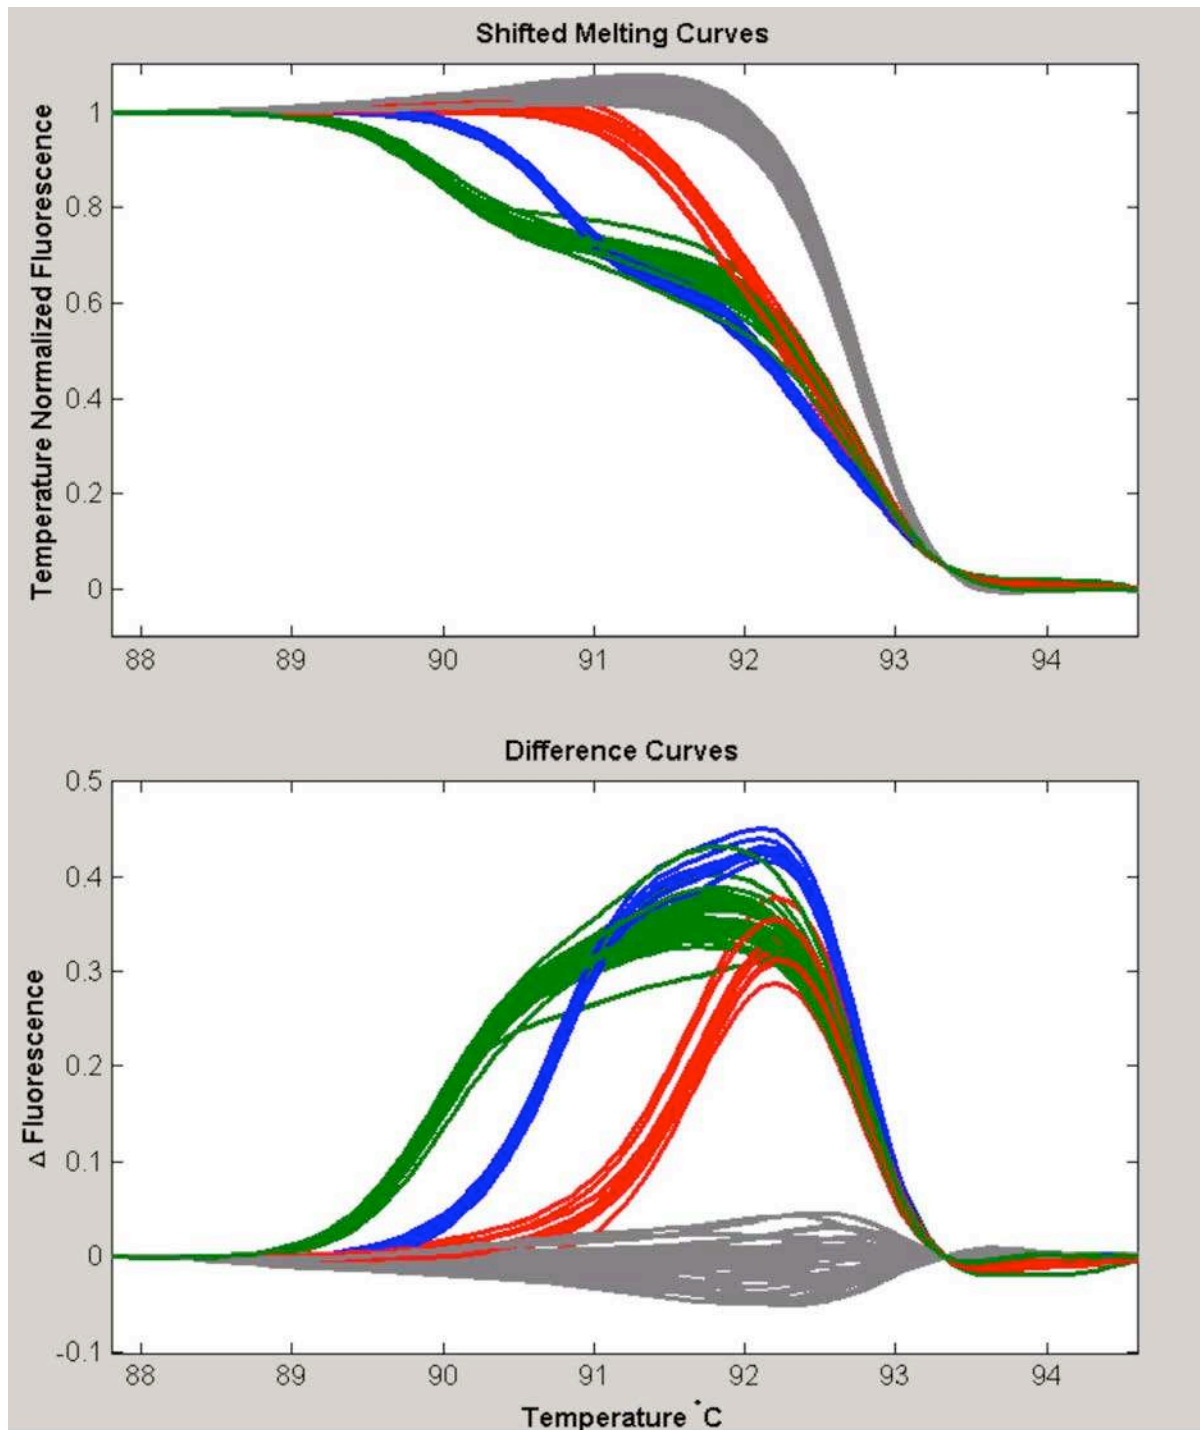 Shifted Melting Curves
Temperature Normalized Fluorescence
1
0.8
0.6
0.4
0.2
0
88 89 90 91 92 93 94
Difference Curves
Δ Fluorescence
0.5
0.4
0.3
0.2
0.1
0
-0.1
88 89 90 91 92 93 94
Temperature °C